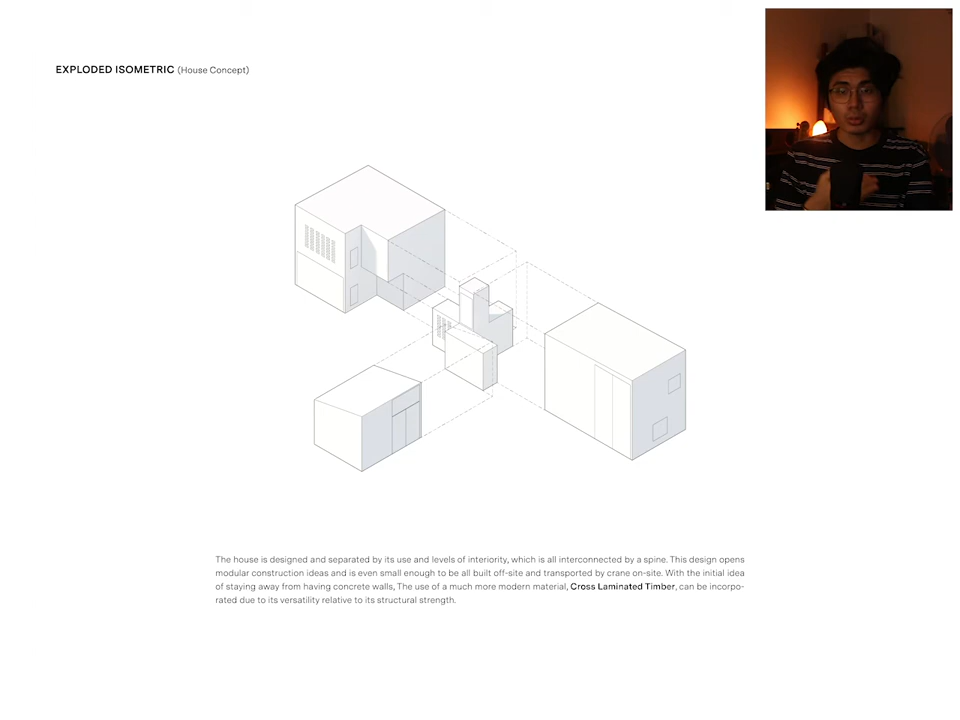 EXPLODED ISOMETRIC (House Concept)
The house is designed and separated by its use and levels of interiority, which is all interconnected by a spine. This design opens
modular construction ideas and is even small enough to be all built off-site and transported by crane on-site. With the initial idea
of staying away from having concrete walls, The use of a much more modern material, Cross Laminated Timber, can be incorpo-
rated due to its versatility relative to its structural strength.